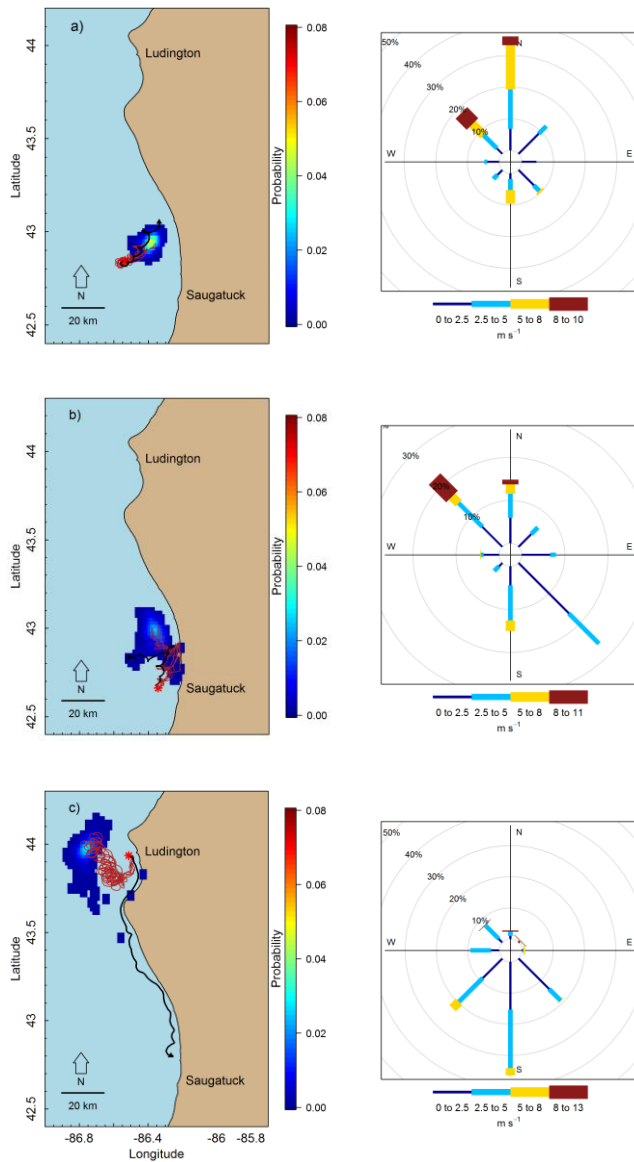 a)
44
43.5
43
42.5
Latitude
Ludington
Saugatuck
N
20 km
0.08
0.06
0.04
0.02
0.00
Probability
50%
40%
30%
20%
10%
N
W
E
S
0 to 2.5 2.5 to 5 5 to 8 8 to 10
m s⁻¹
b)
44
43.5
43
42.5
Latitude
Ludington
Saugatuck
N
20 km
0.08
0.06
0.04
0.02
0.00
Probability
30%
20%
10%
N
W
E
S
0 to 2.5 2.5 to 5 5 to 8 8 to 11
m s⁻¹
c)
44
43.5
43
42.5
Latitude
Ludington
Saugatuck
N
20 km
-86.8 -86.4 -86 -85.8
Longitude
0.08
0.06
0.04
0.02
0.00
Probability
50%
40%
30%
20%
10%
N
W
E
S
0 to 2.5 2.5 to 5 5 to 8 8 to 13
m s⁻¹